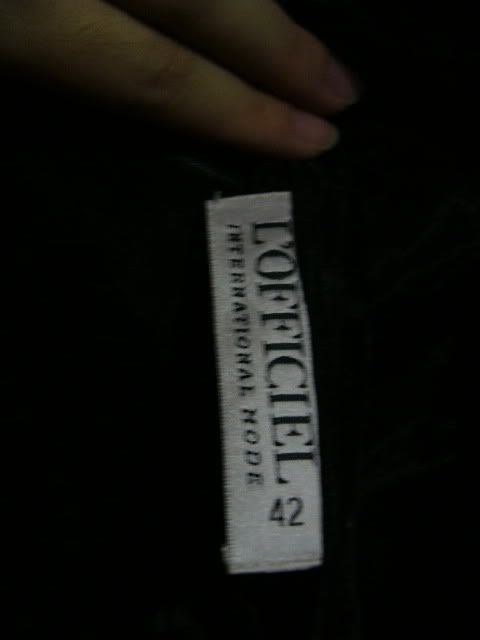 L'OFFICIEL
INTERNATIONAL MODE
42